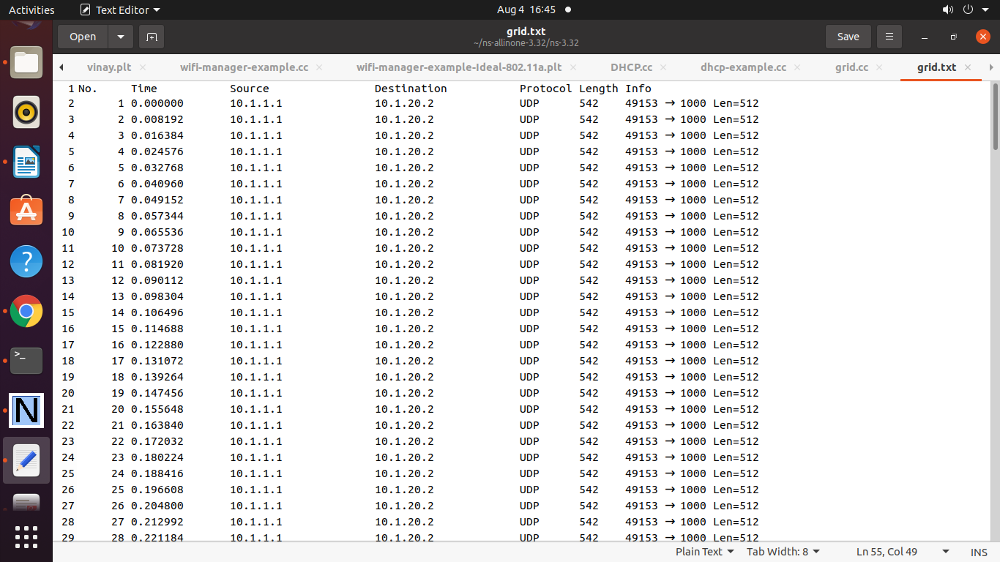 Activities Text Editor Aug 4 16:45
Open grid.txt Save
~/ns-allinone-3.32/ns-3.32
vinay.plt wifi-manager-example.cc wifi-manager-example-Ideal-802.11a.plt DHCP.cc dhcp-example.cc grid.cc grid.txt
1 No. Time Source Destination Protocol Length Info
2 1 0.000000 10.1.1.1 10.1.20.2 UDP 542 49153 → 1000 Len=512
3 2 0.008192 10.1.1.1 10.1.20.2 UDP 542 49153 → 1000 Len=512
4 3 0.016384 10.1.1.1 10.1.20.2 UDP 542 49153 → 1000 Len=512
5 4 0.024576 10.1.1.1 10.1.20.2 UDP 542 49153 → 1000 Len=512
6 5 0.032768 10.1.1.1 10.1.20.2 UDP 542 49153 → 1000 Len=512
7 6 0.040960 10.1.1.1 10.1.20.2 UDP 542 49153 → 1000 Len=512
8 7 0.049152 10.1.1.1 10.1.20.2 UDP 542 49153 → 1000 Len=512
9 8 0.057344 10.1.1.1 10.1.20.2 UDP 542 49153 → 1000 Len=512
10 9 0.065536 10.1.1.1 10.1.20.2 UDP 542 49153 → 1000 Len=512
11 10 0.073728 10.1.1.1 10.1.20.2 UDP 542 49153 → 1000 Len=512
12 11 0.081920 10.1.1.1 10.1.20.2 UDP 542 49153 → 1000 Len=512
13 12 0.090112 10.1.1.1 10.1.20.2 UDP 542 49153 → 1000 Len=512
14 13 0.098304 10.1.1.1 10.1.20.2 UDP 542 49153 → 1000 Len=512
15 14 0.106496 10.1.1.1 10.1.20.2 UDP 542 49153 → 1000 Len=512
16 15 0.114688 10.1.1.1 10.1.20.2 UDP 542 49153 → 1000 Len=512
17 16 0.122880 10.1.1.1 10.1.20.2 UDP 542 49153 → 1000 Len=512
18 17 0.131072 10.1.1.1 10.1.20.2 UDP 542 49153 → 1000 Len=512
19 18 0.139264 10.1.1.1 10.1.20.2 UDP 542 49153 → 1000 Len=512
20 19 0.147456 10.1.1.1 10.1.20.2 UDP 542 49153 → 1000 Len=512
21 20 0.155648 10.1.1.1 10.1.20.2 UDP 542 49153 → 1000 Len=512
22 21 0.163840 10.1.1.1 10.1.20.2 UDP 542 49153 → 1000 Len=512
23 22 0.172032 10.1.1.1 10.1.20.2 UDP 542 49153 → 1000 Len=512
24 23 0.180224 10.1.1.1 10.1.20.2 UDP 542 49153 → 1000 Len=512
25 24 0.188416 10.1.1.1 10.1.20.2 UDP 542 49153 → 1000 Len=512
26 25 0.196608 10.1.1.1 10.1.20.2 UDP 542 49153 → 1000 Len=512
27 26 0.204800 10.1.1.1 10.1.20.2 UDP 542 49153 → 1000 Len=512
28 27 0.212992 10.1.1.1 10.1.20.2 UDP 542 49153 → 1000 Len=512
29 28 0.221184 10.1.1.1 10.1.20.2 UDP 542 49153 → 1000 Len=512
Plain Text Tab Width: 8 Ln 55, Col 49 INS